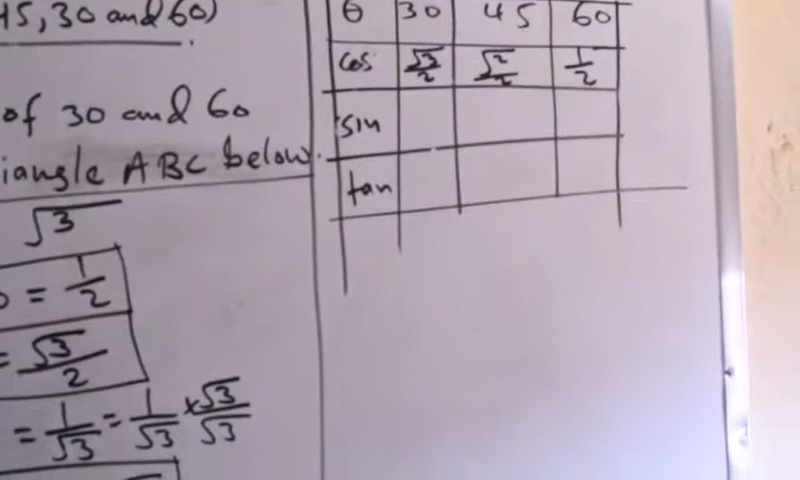 45, 30 and 60)
of 30 and 60
iangle ABC below.
√3
= 1/2
= √3/2
= 1/√3 = 1/√3 × √3/√3
θ 30 45 60
cos √3/2 √2/2 1/2
sin
tan